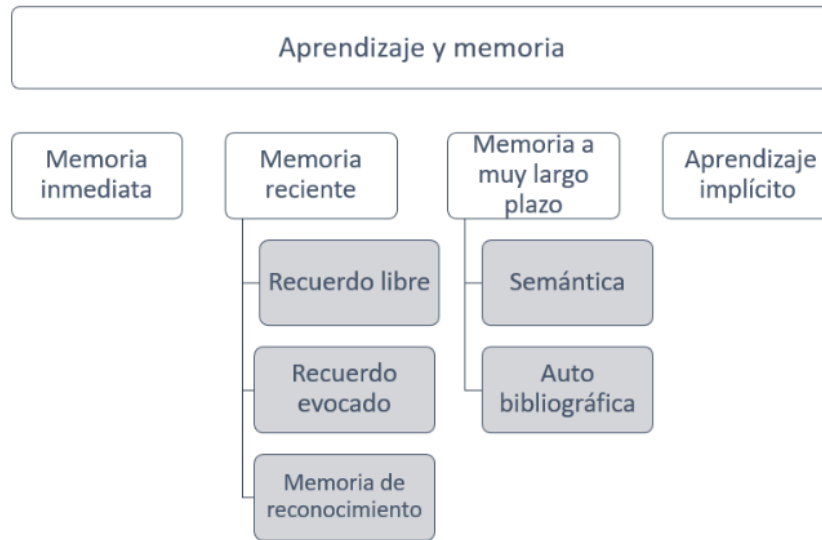 Aprendizaje y memoria
Memoria
inmediata
Memoria
reciente
Memoria a
muy largo
plazo
Aprendizaje
implícito
Recuerdo libre
Recuerdo
evocado
Memoria de
reconocimiento
Semántica
Auto
bibliográfica